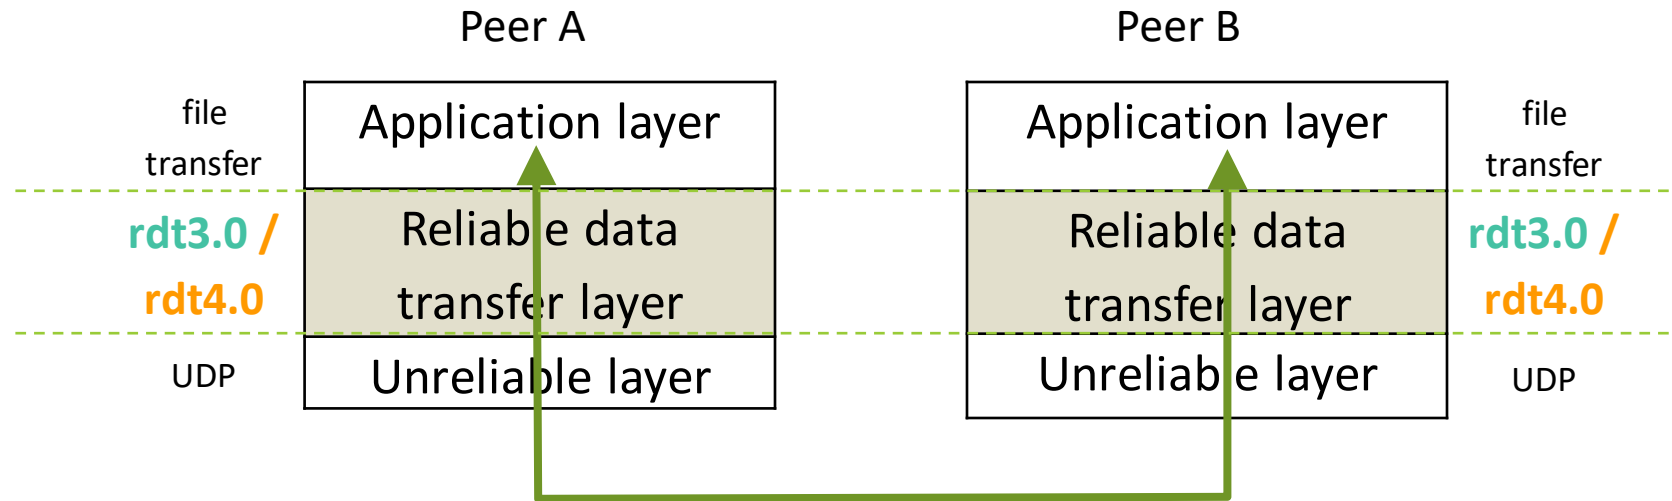 Peer A
Peer B
file
transfer
Application layer
Application layer
file
transfer
rdt3.0 /
rdt4.0
Reliable data
transfer layer
Reliable data
transfer layer
rdt3.0 /
rdt4.0
UDP
Unreliable layer
Unreliable layer
UDP